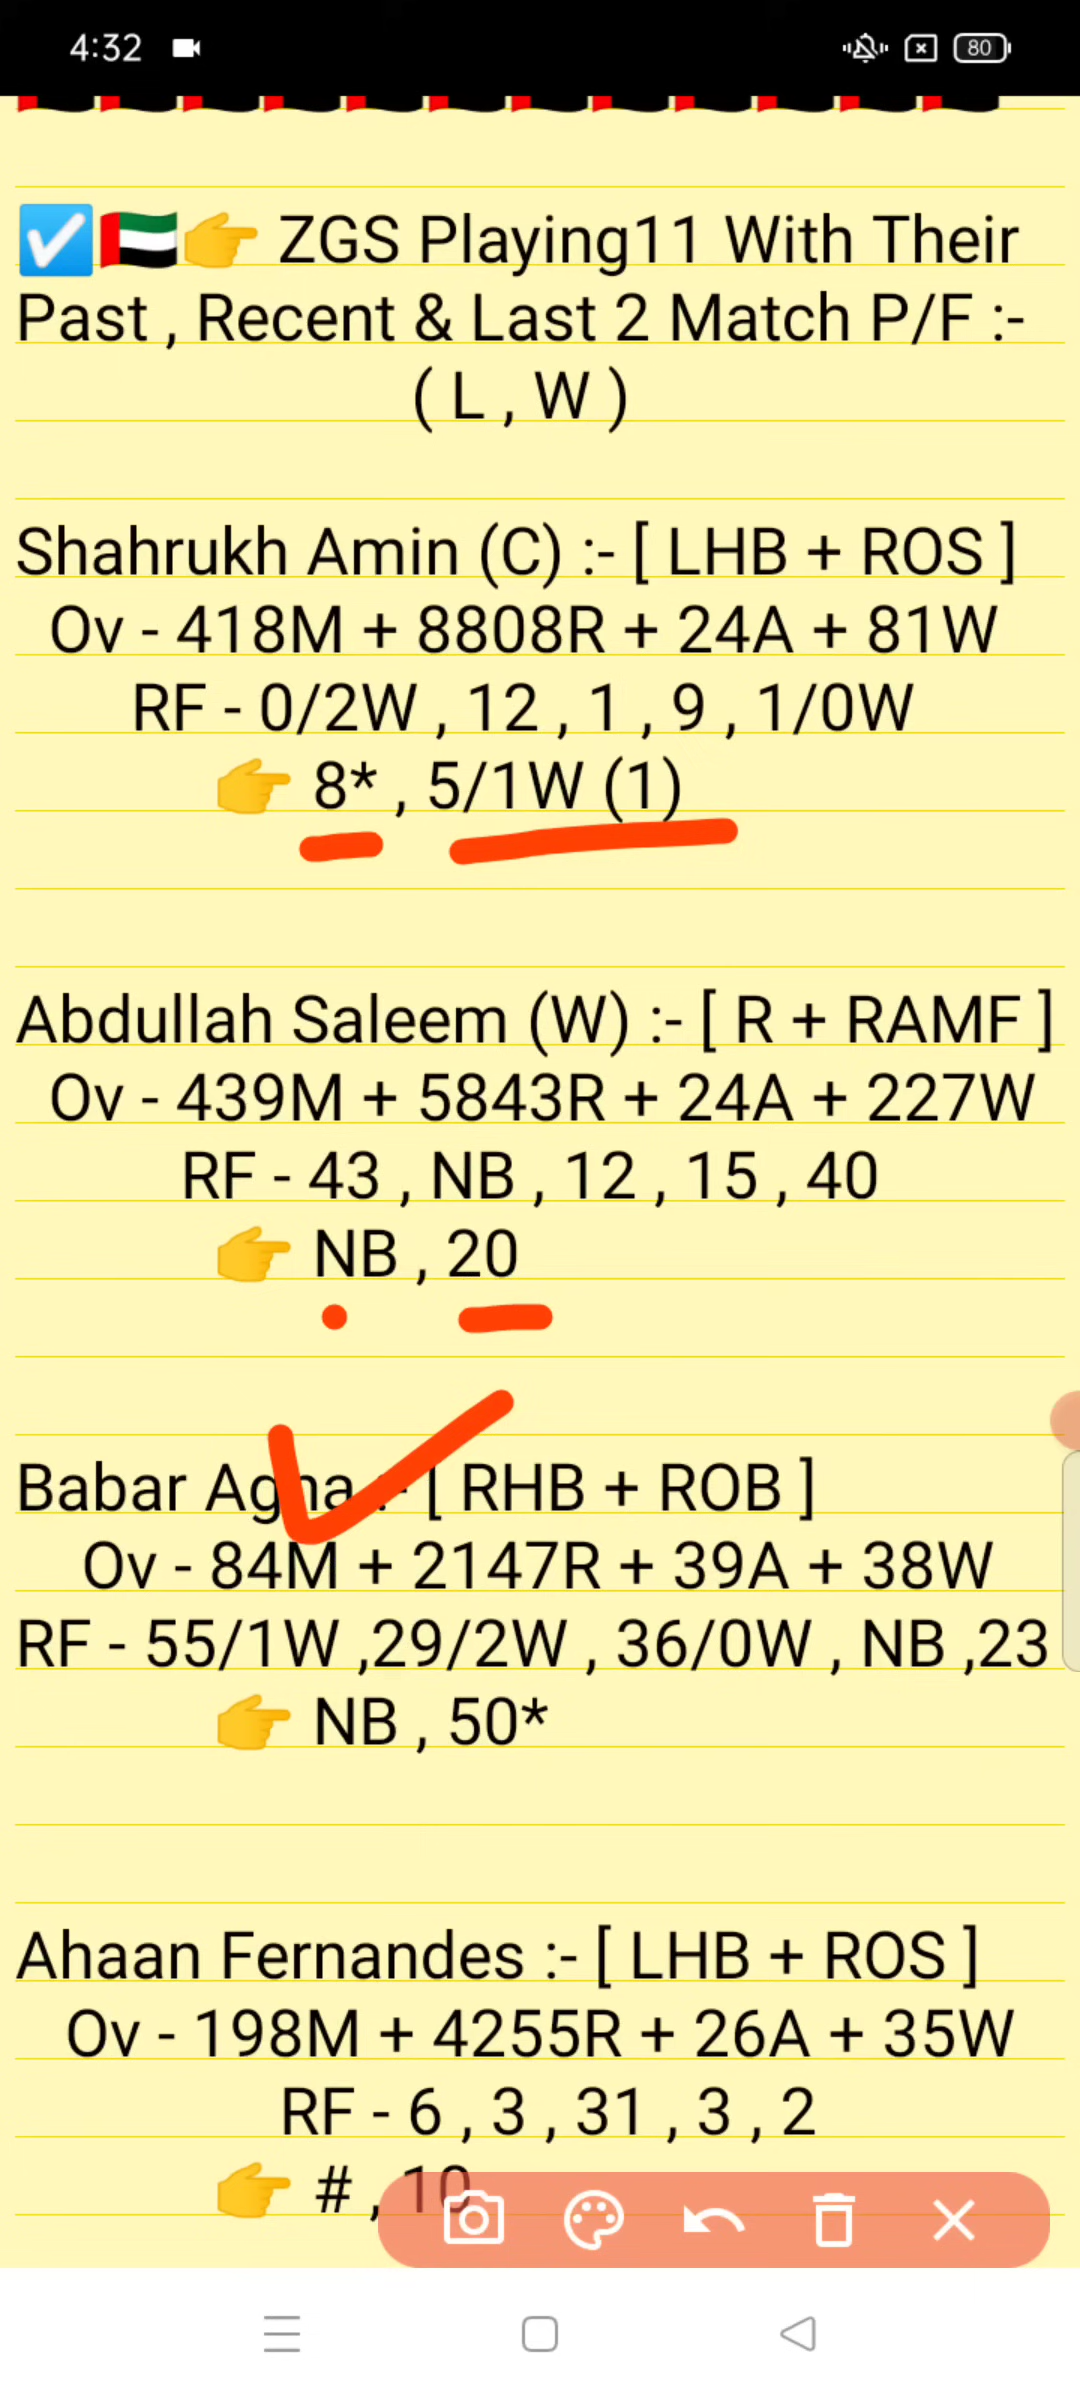 4:32
80
ZGS Playing11 With Their
Past , Recent & Last 2 Match P/F :-
( L , W )
Shahrukh Amin (C) :- [ LHB + ROS ]
Ov - 418M + 8808R + 24A + 81W
RF - 0/2W , 12 , 1 , 9 , 1/0W
8* , 5/1W (1)
Abdullah Saleem (W) :- [ R + RAMF ]
Ov - 439M + 5843R + 24A + 227W
RF - 43 , NB , 12 , 15 , 40
NB , 20
Babar Agha :- [ RHB + ROB ]
Ov - 84M + 2147R + 39A + 38W
RF - 55/1W ,29/2W , 36/0W , NB ,23
NB , 50*
Ahaan Fernandes :- [ LHB + ROS ]
Ov - 198M + 4255R + 26A + 35W
RF - 6 , 3 , 31 , 3 , 2
# , 10